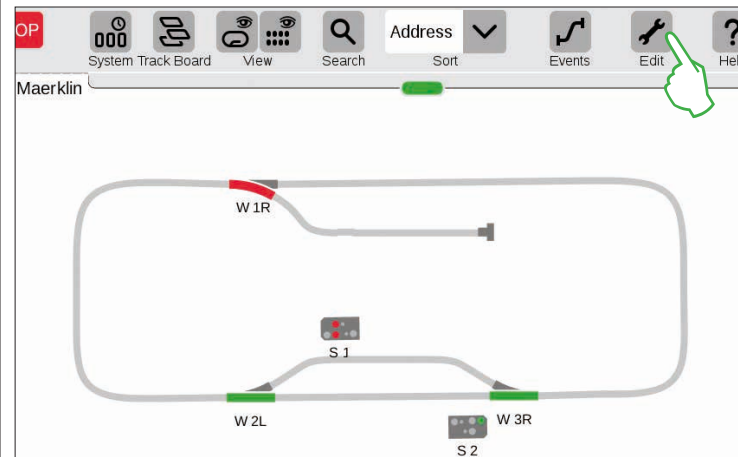 OP
Address
System Track Board View Search Sort Events Edit Hel
Maerklin
W 1R
S 1
W 2L
W 3R
S 2